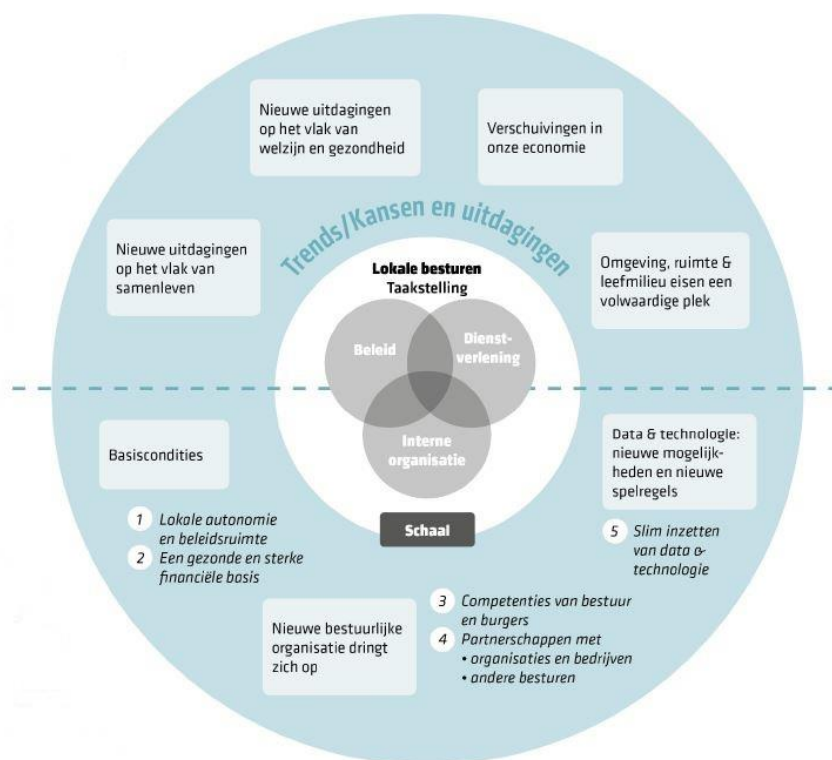 Nieuwe uitdagingen
op het vlak van
welzijn en gezondheid
Verschuivingen in
onze economie
Trends/Kansen en uitdagingen
Nieuwe uitdagingen
op het vlak van
samenleven
Omgeving, ruimte &
leefmilieu eisen een
volwaardige plek
Lokale besturen
Taakstelling
Beleid
Dienst-
verlening
Interne
organisatie
Schaal
Basiscondities
1 Lokale autonomie
en beleidsruimte
2 Een gezonde en sterke
financiële basis
Data & technologie:
nieuwe mogelijk-
heden en nieuwe
spelregels
5 Slim inzetten
van data &
technologie
Nieuwe bestuurlijke
organisatie dringt
zich op
3 Competenties van bestuur
en burgers
4 Partnerschappen met
• organisaties en bedrijven
• andere besturen